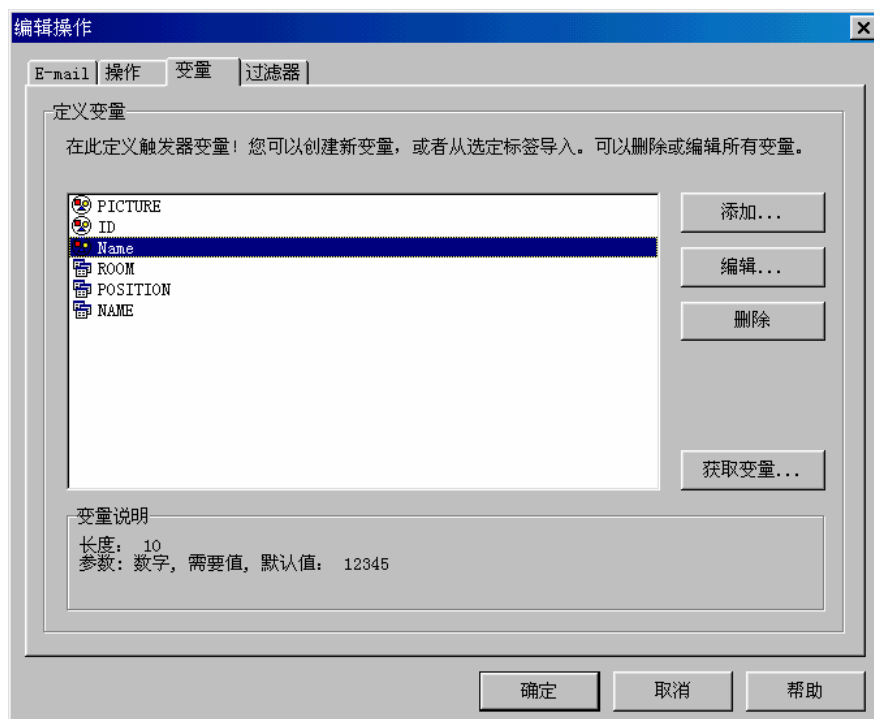 编辑操作
E-mail 操作 变量 过滤器
定义变量
在此定义触发器变量！您可以创建新变量，或者从选定标签导入。可以删除或编辑所有变量。
PICTURE
ID
Name
ROOM
POSITION
NAME
添加...
编辑...
删除
获取变量...
变量说明
长度： 10
参数：数字，需要值，默认值： 12345
确定 取消 帮助